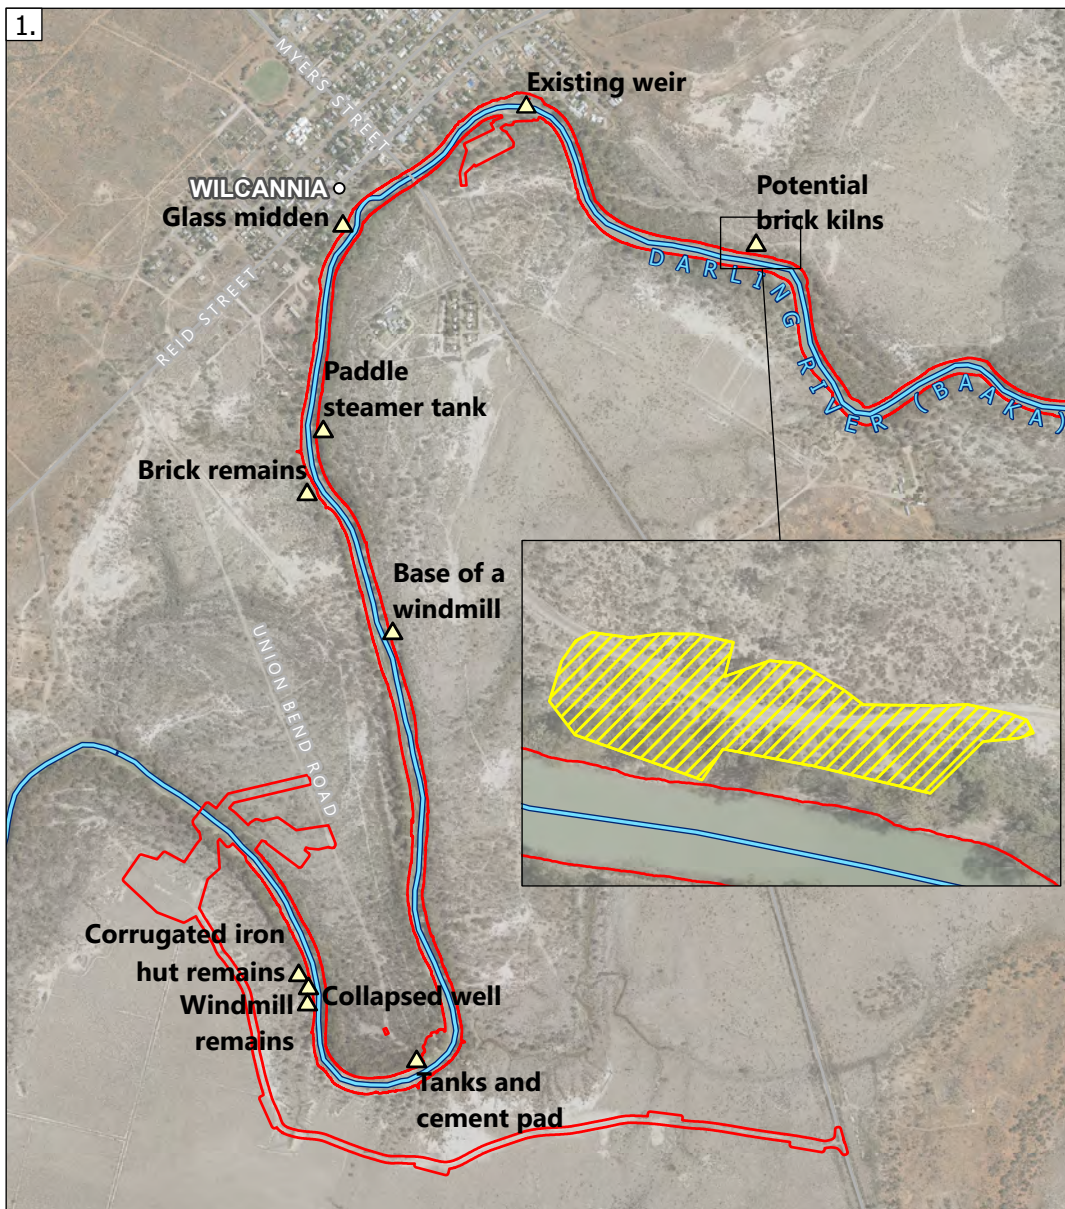 1.
MYERS STREET
Existing weir
WILCANNIA
Glass midden
Potential
brick kilns
DARLING RIVER (BAAKA)
REID STREET
Paddle
steamer tank
Brick remains
Base of a
windmill
UNION BEND ROAD
Corrugated iron
hut remains
Collapsed well
Windmill
remains
Tanks and
cement pad